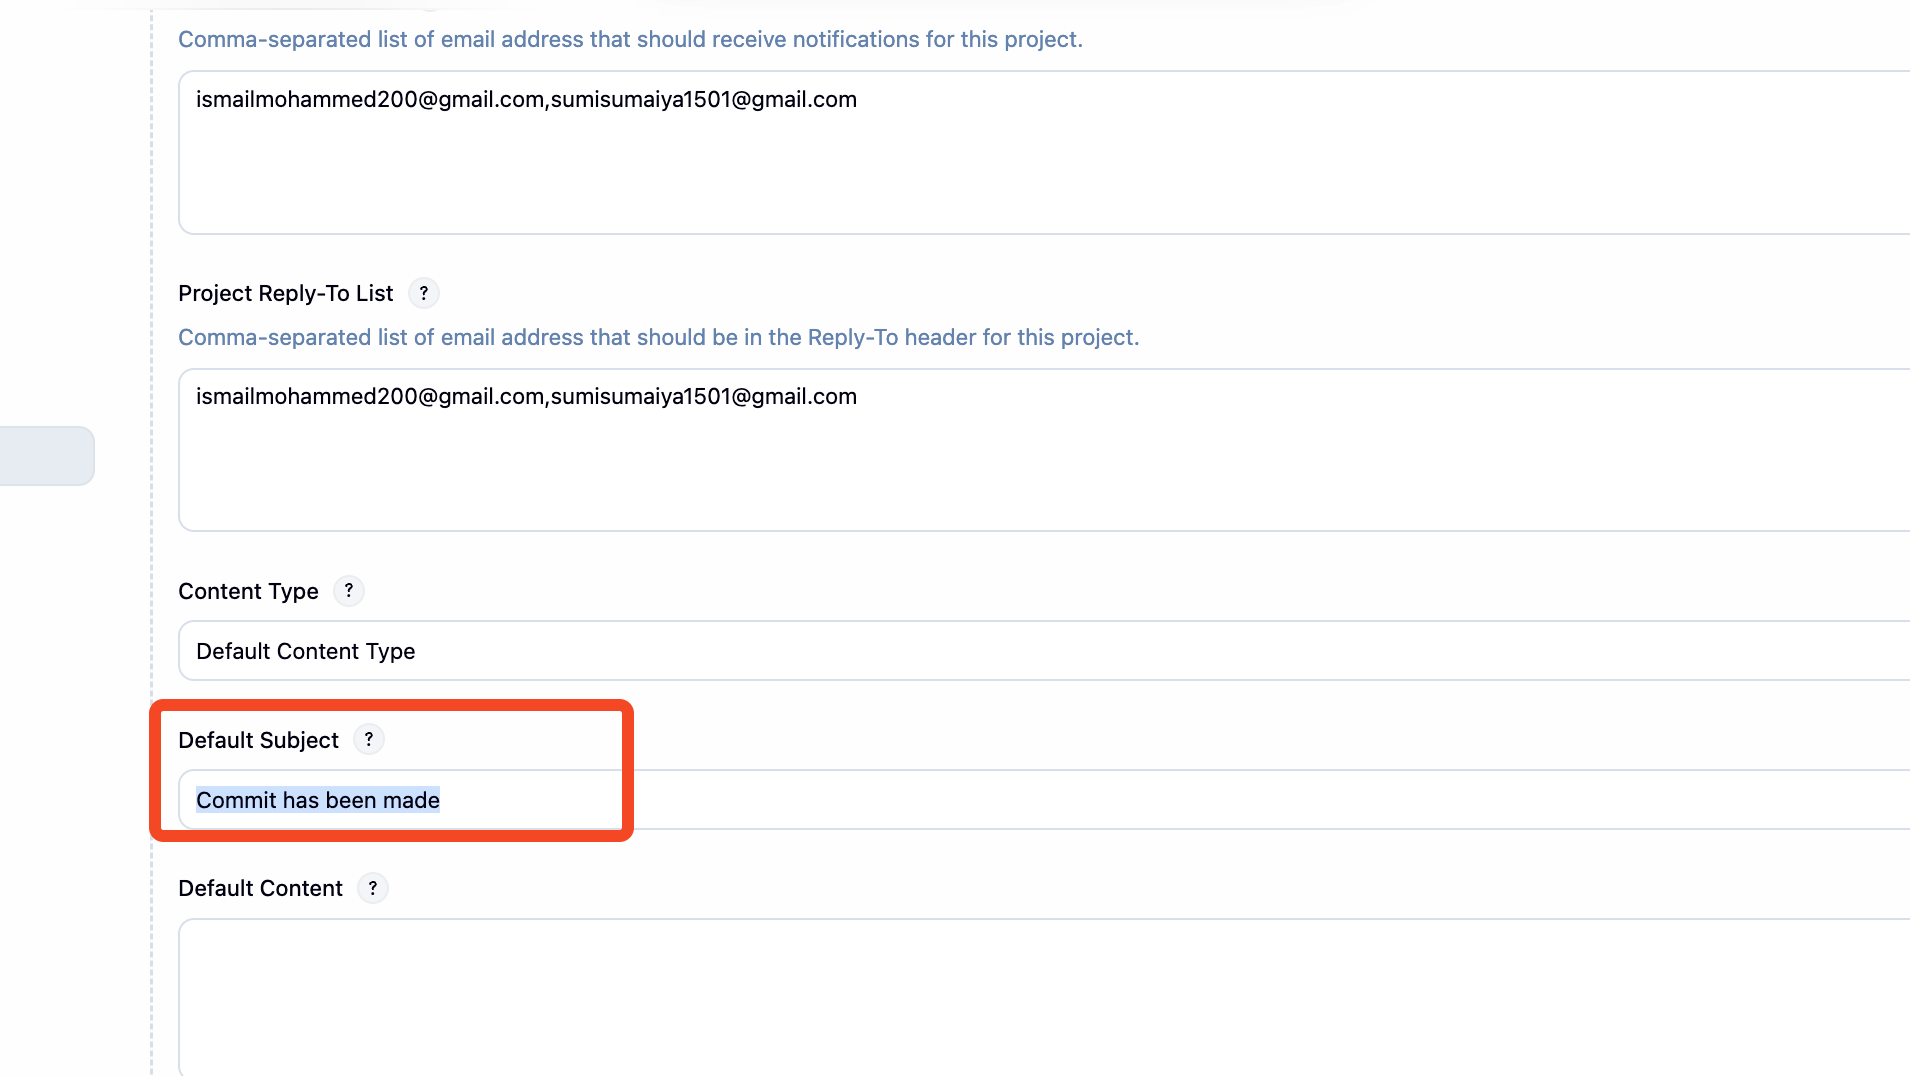 Comma-separated list of email address that should receive notifications for this project.
ismailmohammed200@gmail.com,sumisumaiya1501@gmail.com
Project Reply-To List ?
Comma-separated list of email address that should be in the Reply-To header for this project.
ismailmohammed200@gmail.com,sumisumaiya1501@gmail.com
Content Type ?
Default Content Type
Default Subject ?
Commit has been made
Default Content ?